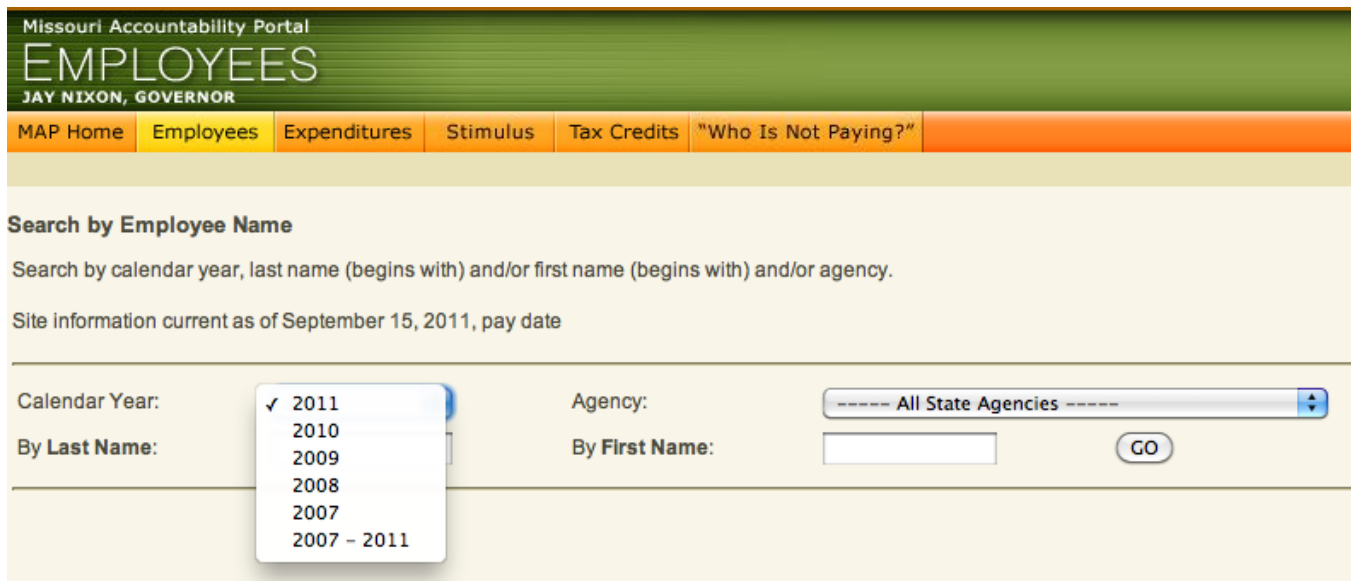 Missouri Accountability Portal
EMPLOYEES
JAY NIXON, GOVERNOR
MAP Home Employees Expenditures Stimulus Tax Credits "Who Is Not Paying?"
Search by Employee Name
Search by calendar year, last name (begins with) and/or first name (begins with) and/or agency.
Site information current as of September 15, 2011, pay date
Calendar Year: ✓ 2011 Agency: ----- All State Agencies -----
2010
By Last Name: By First Name: GO
2009
2008
2007
2007 – 2011